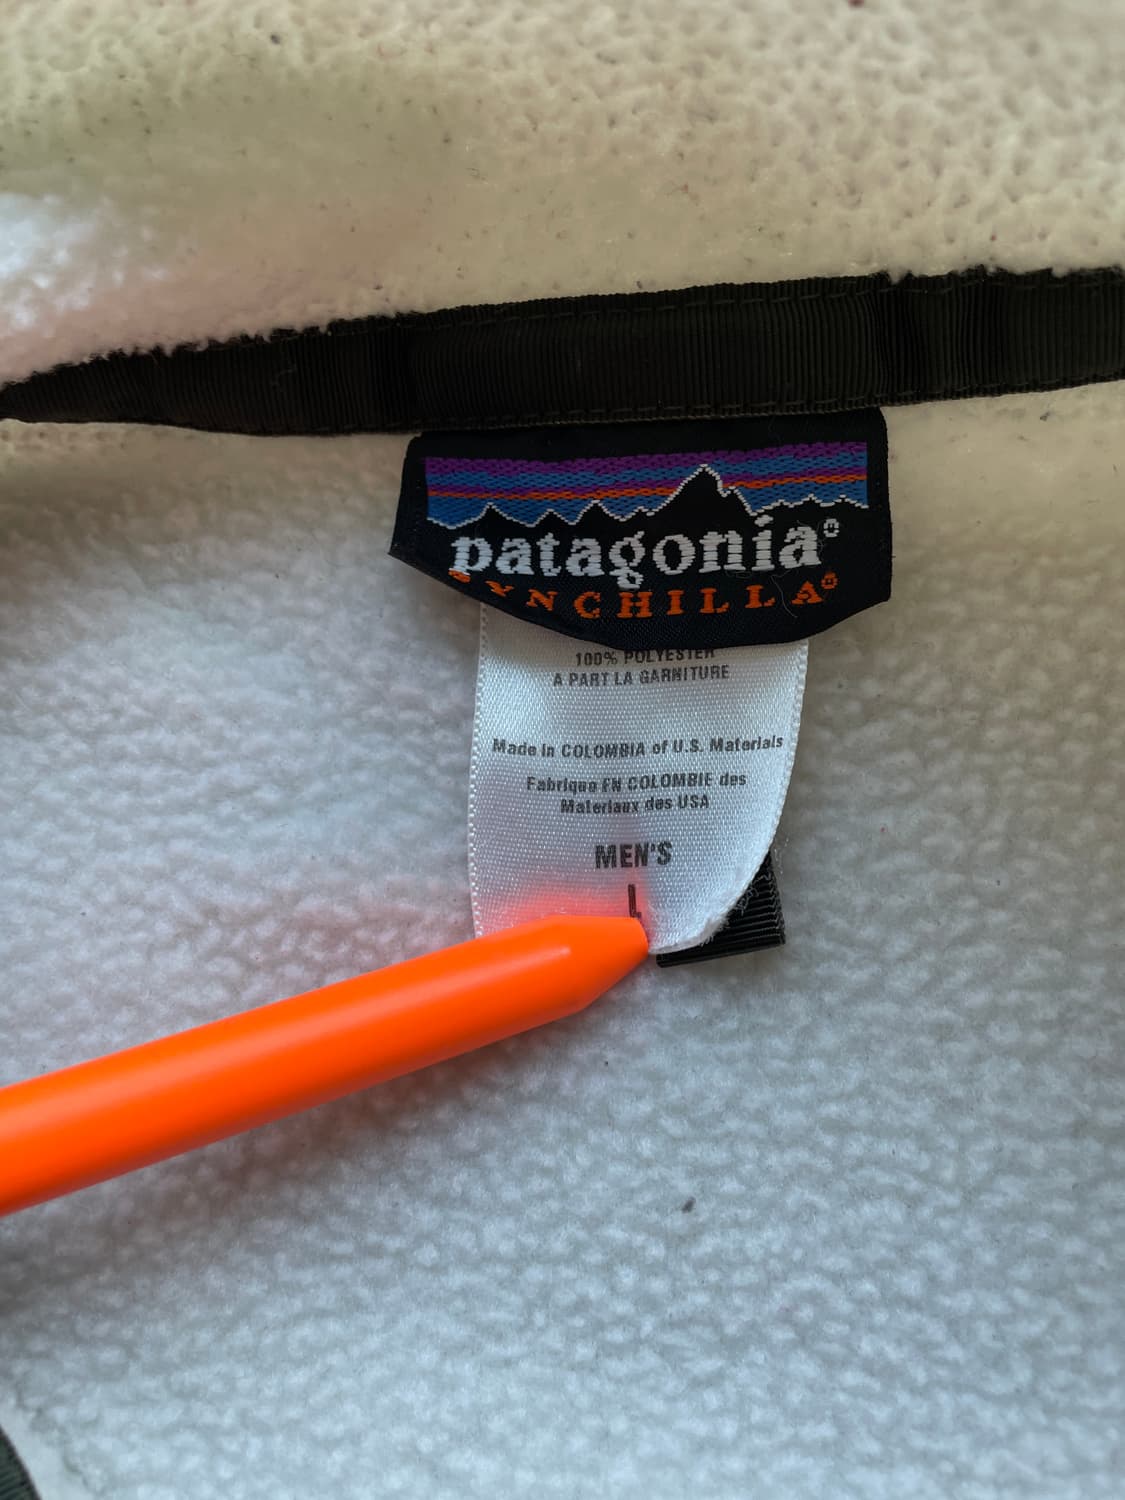 patagonia®
SYNCHILLA®
100% POLYESTER
A PART LA GARNITURE
Made in COLOMBIA of U.S. Materials
Fabrique EN COLOMBIE des
Materiaux des USA
MEN'S
L